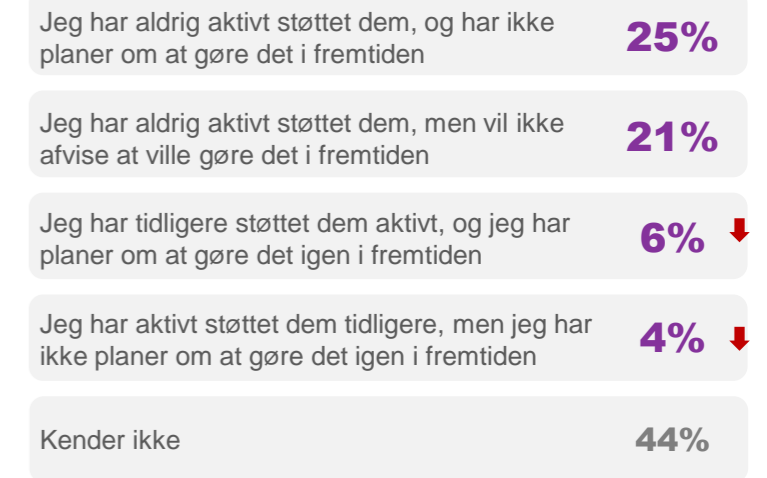 Jeg har aldrig aktivt støttet dem, og har ikke
planer om at gøre det i fremtiden
25%
Jeg har aldrig aktivt støttet dem, men vil ikke
afvise at ville gøre det i fremtiden
21%
Jeg har tidligere støttet dem aktivt, og jeg har
planer om at gøre det igen i fremtiden
6%
Jeg har aktivt støttet dem tidligere, men jeg har
ikke planer om at gøre det igen i fremtiden
4%
Kender ikke
44%